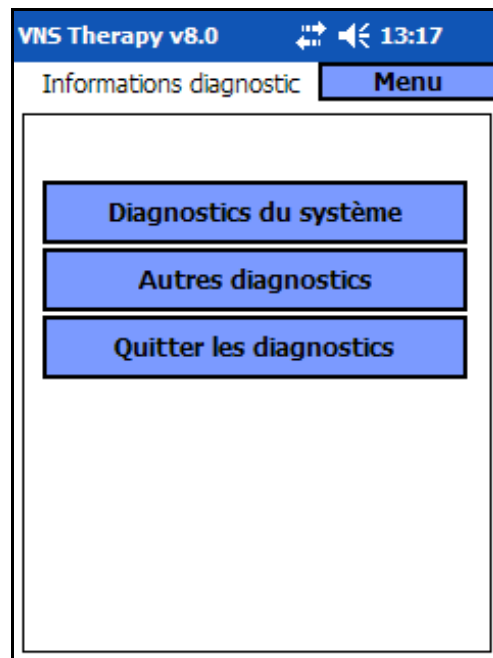 VNS Therapy v8.0 13:17
Informations diagnostic Menu
Diagnostics du système
Autres diagnostics
Quitter les diagnostics